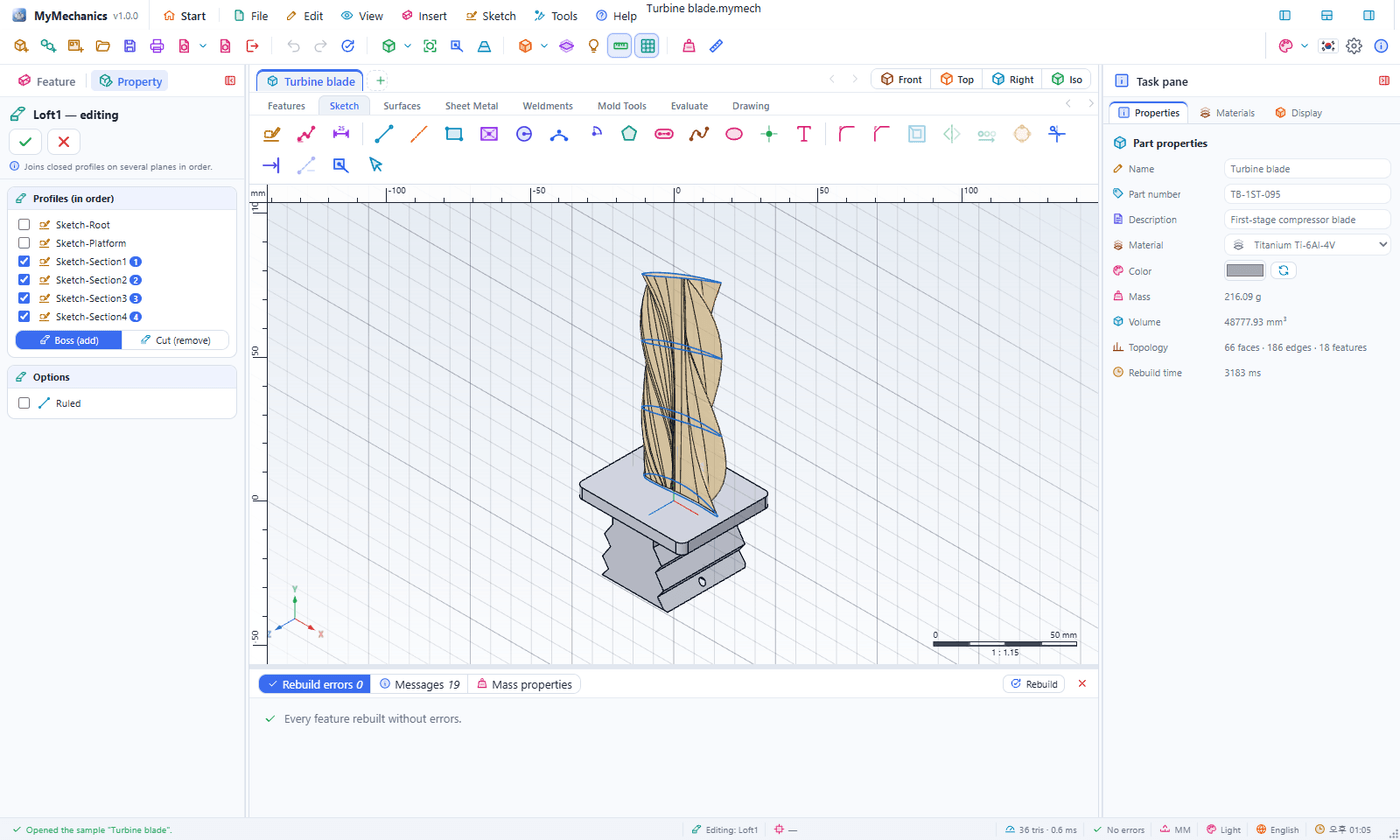 MyMechanics v1.0.0
Start
File
Edit
View
Insert
Sketch
Tools
Help
Turbine blade.mymech
Feature
Property
Loft1 — editing
Joins closed profiles on several planes in order.
Profiles (in order)
Sketch-Root
Sketch-Platform
Sketch-Section1 1
Sketch-Section2 2
Sketch-Section3 3
Sketch-Section4 4
Boss (add)
Cut (remove)
Options
Ruled
Turbine blade
Front
Top
Right
Iso
Features
Sketch
Surfaces
Sheet Metal
Weldments
Mold Tools
Evaluate
Drawing
25
mm
-100
-50
0
50
100
50
0
Y
X
Z
0
50 mm
1 : 1.15
Rebuild errors 0
Messages 19
Mass properties
Rebuild
Every feature rebuilt without errors.
Task pane
Properties
Materials
Display
Part properties
Name Turbine blade
Part number TB-1ST-095
Description First-stage compressor blade
Material Titanium Ti-6Al-4V
Color
Mass 216.09 g
Volume 48777.93 mm³
Topology 66 faces · 186 edges · 18 features
Rebuild time 3183 ms
Opened the sample "Turbine blade".
Editing: Loft1
—
36 tris · 0.6 ms
No errors
MM
Light
English
오후 01:05